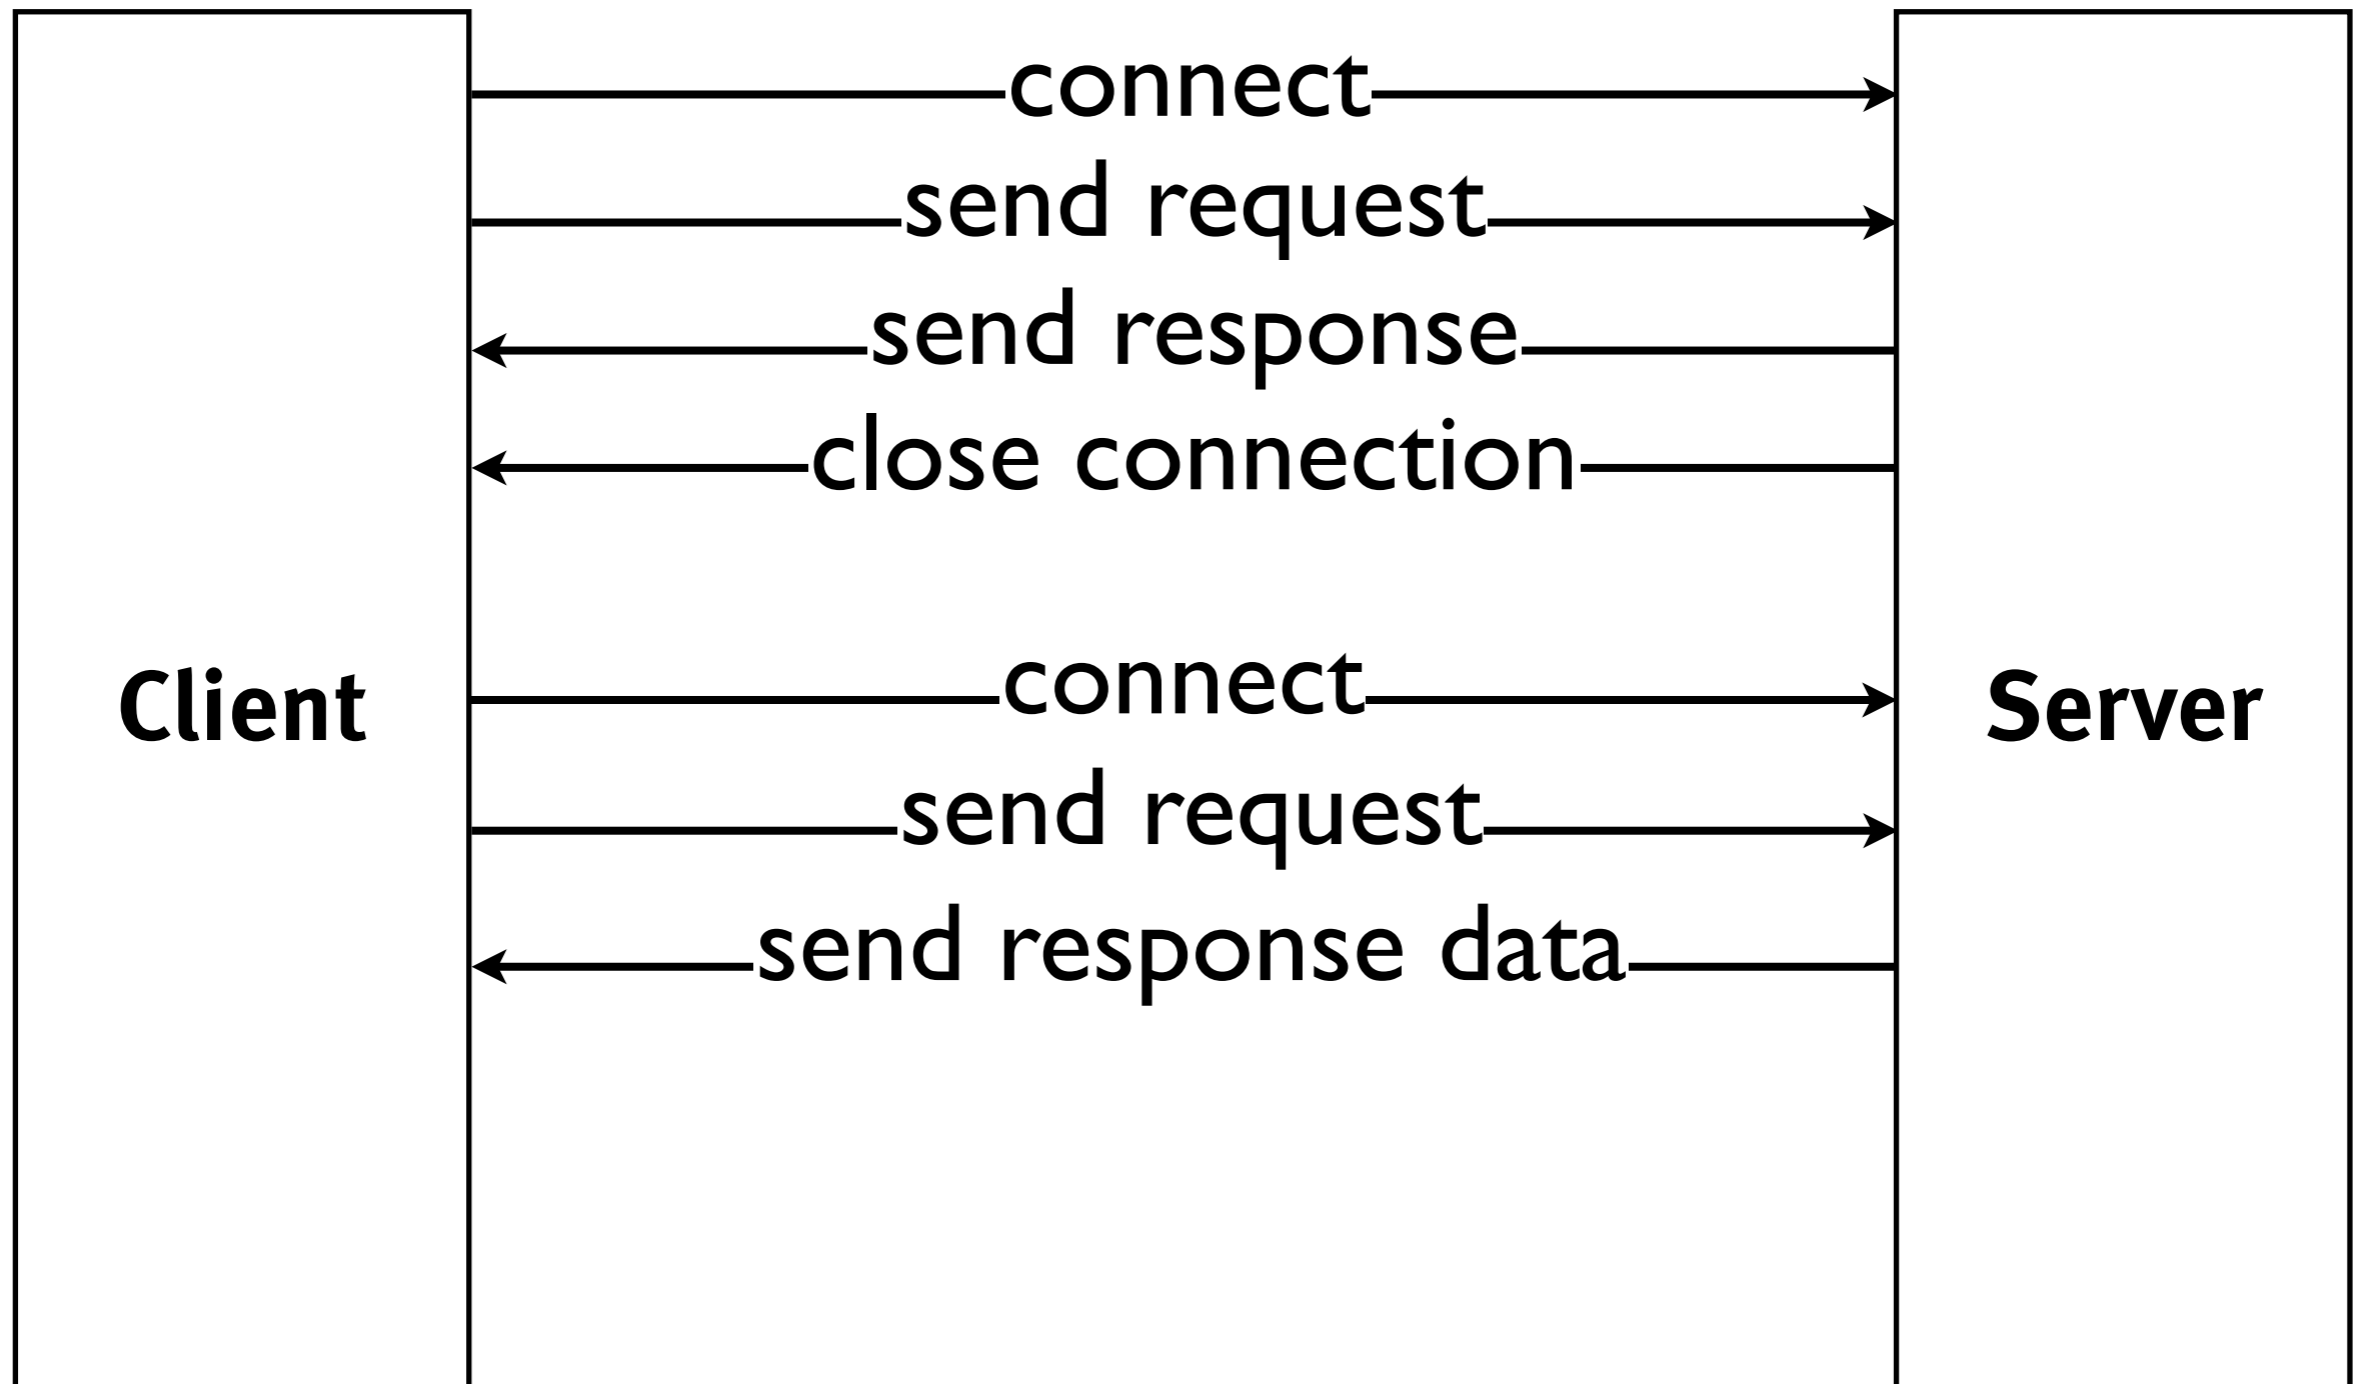 connect
send request
send response
close connection
Client
connect
Server
send request
send response data